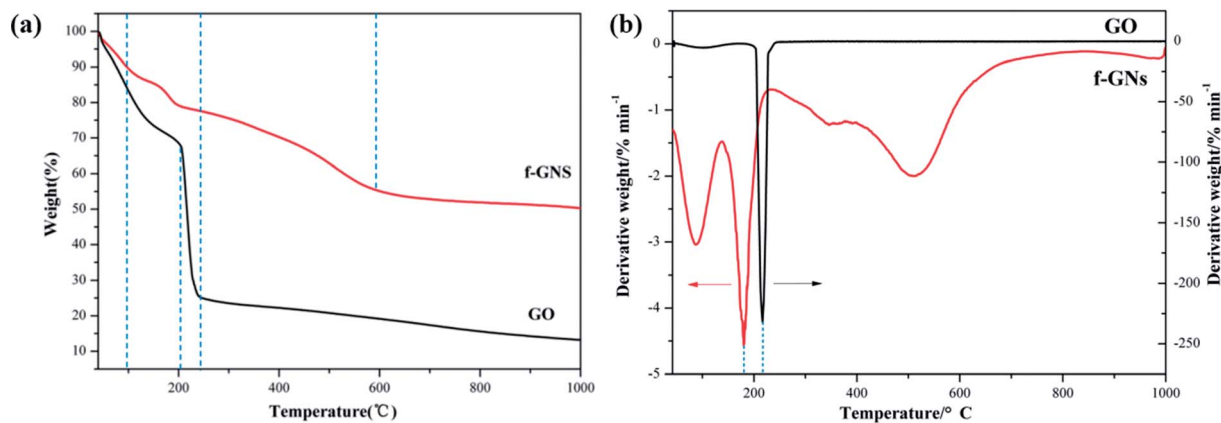 (a)
Weight(%)
100
90
80
70
60
50
40
30
20
10
f-GNS
GO
200
400
600
800
1000
Temperature(℃)
(b)
Derivative weight/% min-1
0
-1
-2
-3
-4
-5
GO
f-GNs
0
-50
-100
-150
-200
-250
Derivative weight/% min-1
200
400
600
800
1000
Temperature/° C